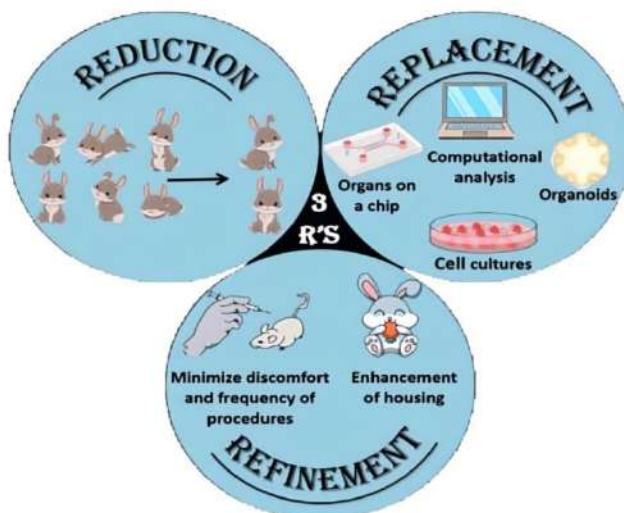 REDUCTION
REPLACEMENT
Organs on
a chip
Computational
analysis
Organoids
Cell cultures
3
R'S
Minimize discomfort
and frequency of
procedures
Enhancement
of housing
REFINEMENT